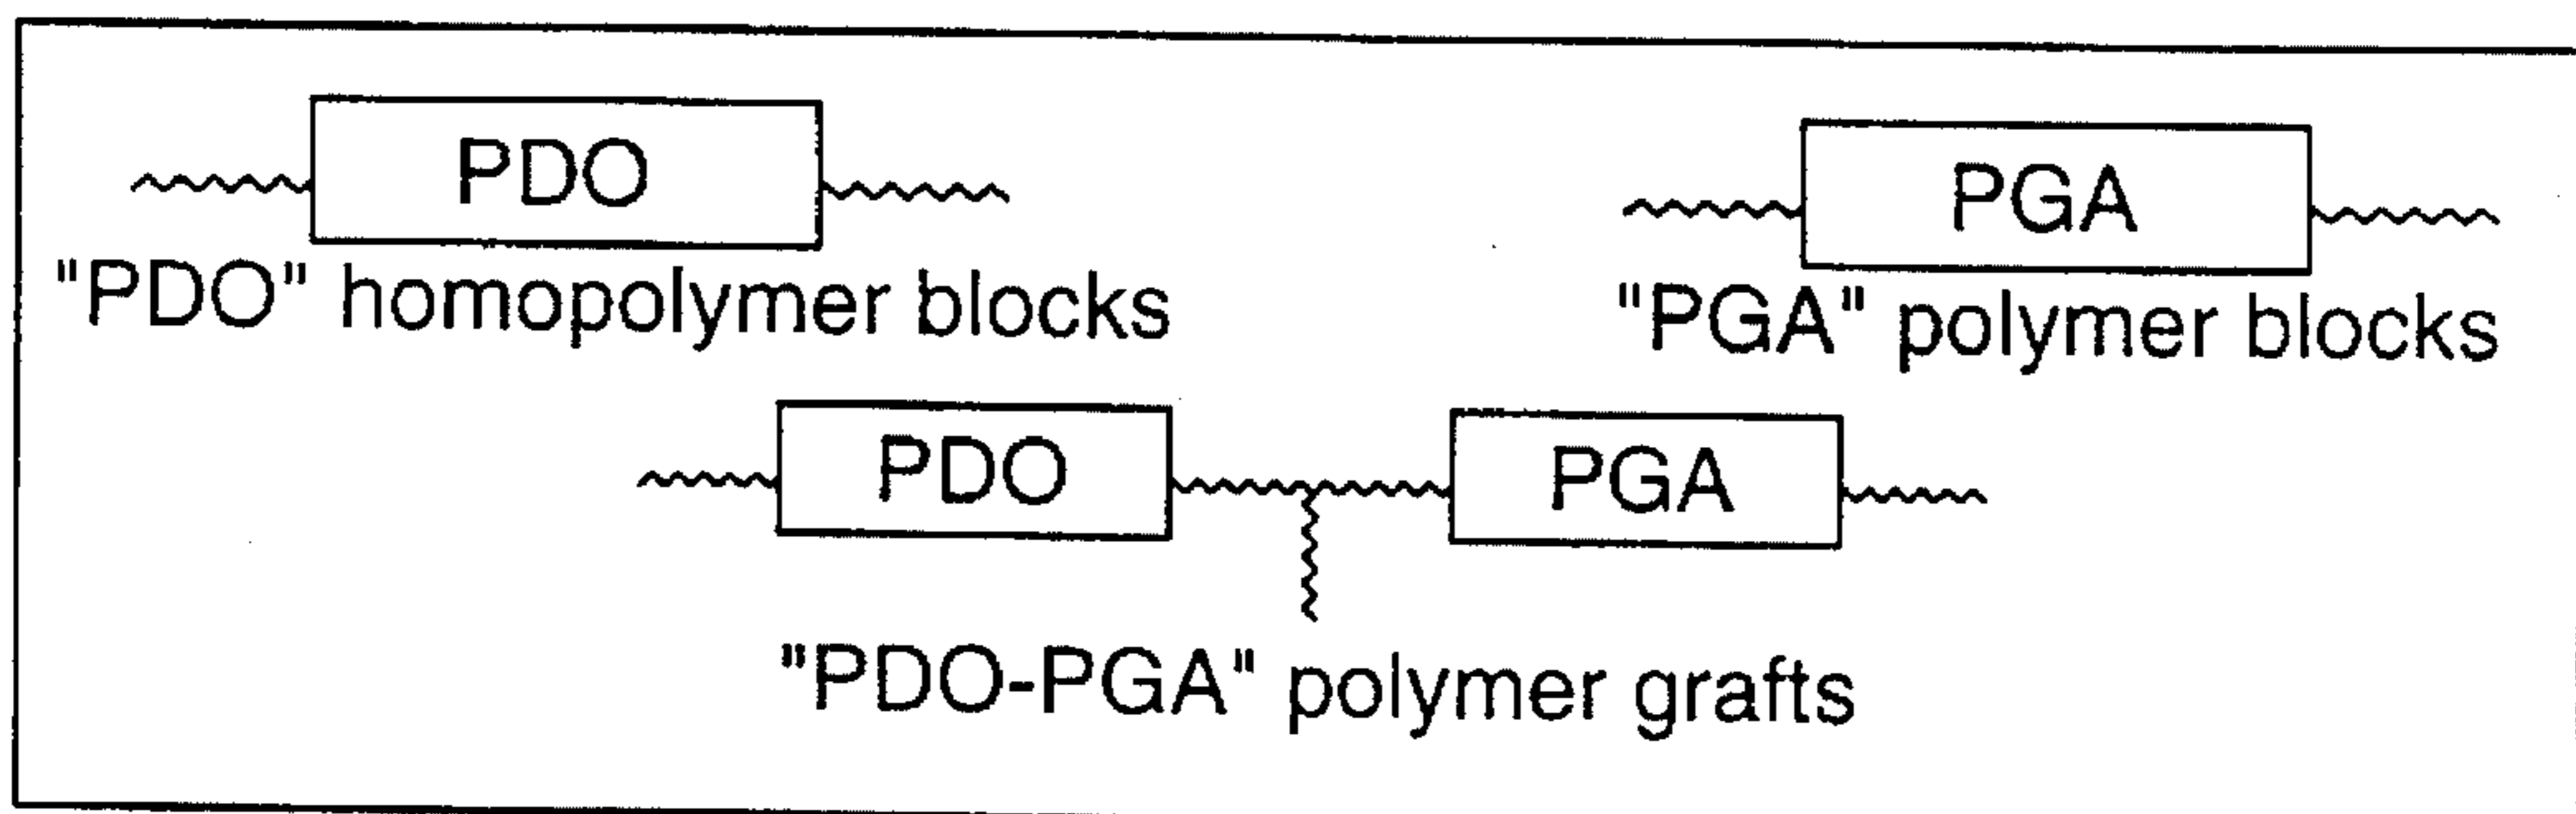 PDO PGA
"PDO" homopolymer blocks "PGA" polymer blocks
PDO PGA
"PDO-PGA" polymer grafts